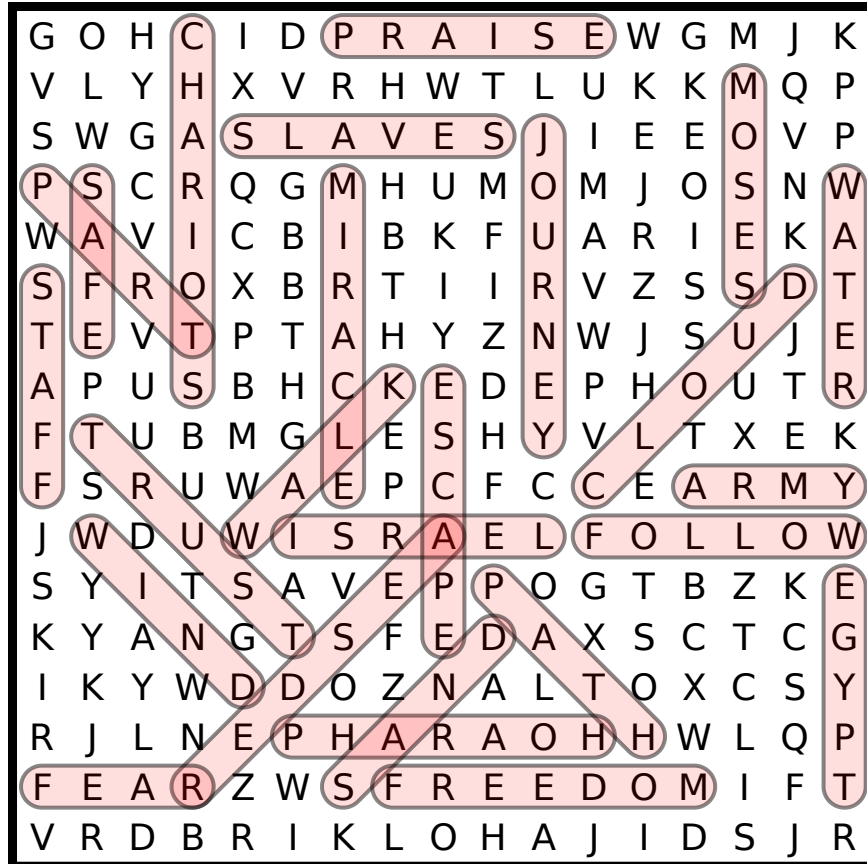 G O H C I D P R A I S E W G M J K
V L Y H X V R H W T L U K K M Q P
S W G A S L A V E S J I E E O V P
P S C R Q G M H U M O M J O S N W
W A V I C B I B K F U A R I E K A
S F R O X B R T I I R V Z S S D T
T E V T P T A H Y Z N W J S U J E
A P U S B H C K E D E P H O U T R
F T U B M G L E S H Y V L T X E K
F S R U W A E P C F C C E A R M Y
J W D U W I S R A E L F O L L O W
S Y I T S A V E P P O G T B Z K E
K Y A N G T S F E D A X S C T C G
I K Y W D D O Z N A L T O X C S Y
R J L N E P H A R A O H H W L Q P
F E A R Z W S F R E E D O M I F T
V R D B R I K L O H A J I D S J R